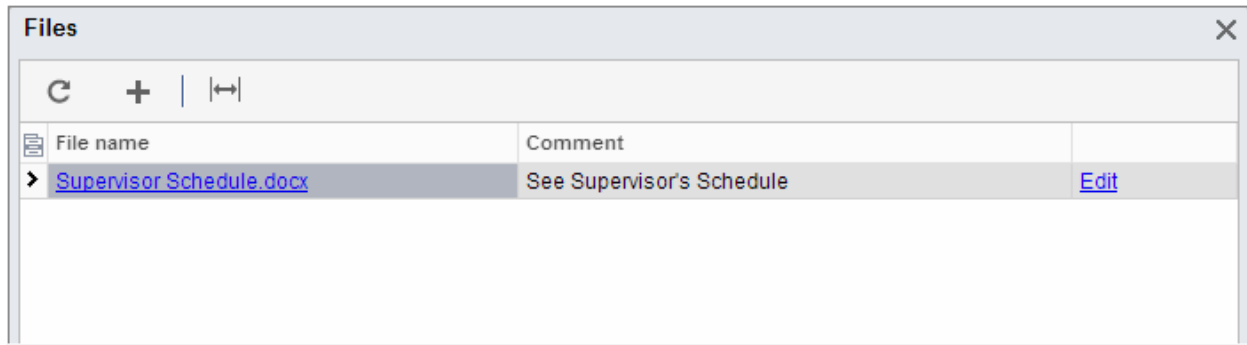 Files
File name Comment
Supervisor Schedule.docx See Supervisor's Schedule Edit